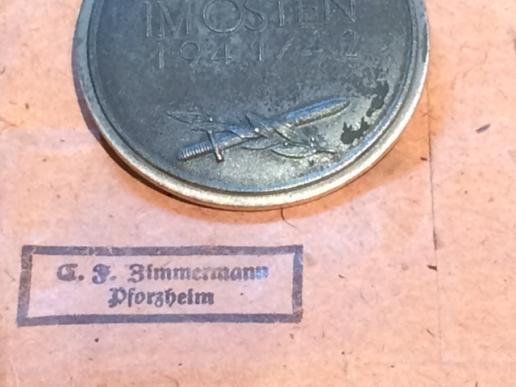 IM OSTEN
1941/42
C. F. Zimmermann
Pforzheim